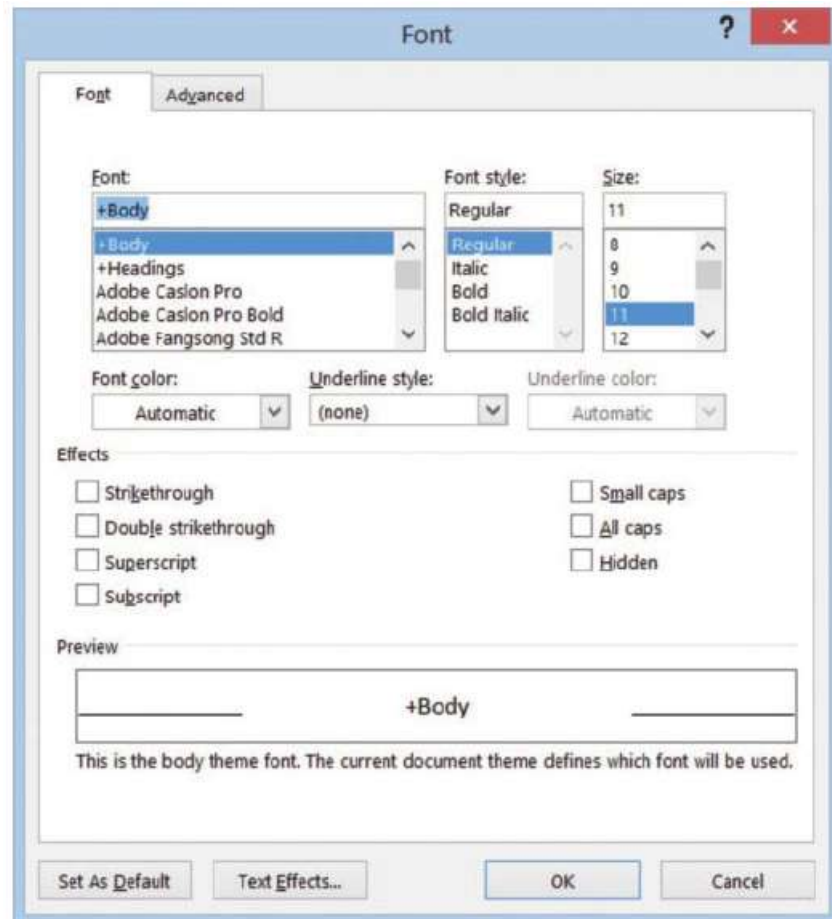 Font ?
Font Advanced
Font: Font style: Size:
+Body Regular 11
+Body Regular 8
+Headings Italic 9
Adobe Caslon Pro Bold 10
Adobe Caslon Pro Bold Bold Italic 11
Adobe Fangsong Std R 12
Font color: Underline style: Underline color:
Automatic (none) Automatic
Effects
Strikethrough Small caps
Double strikethrough All caps
Superscript Hidden
Subscript
Preview
+Body
This is the body theme font. The current document theme defines which font will be used.
Set As Default Text Effects... OK Cancel